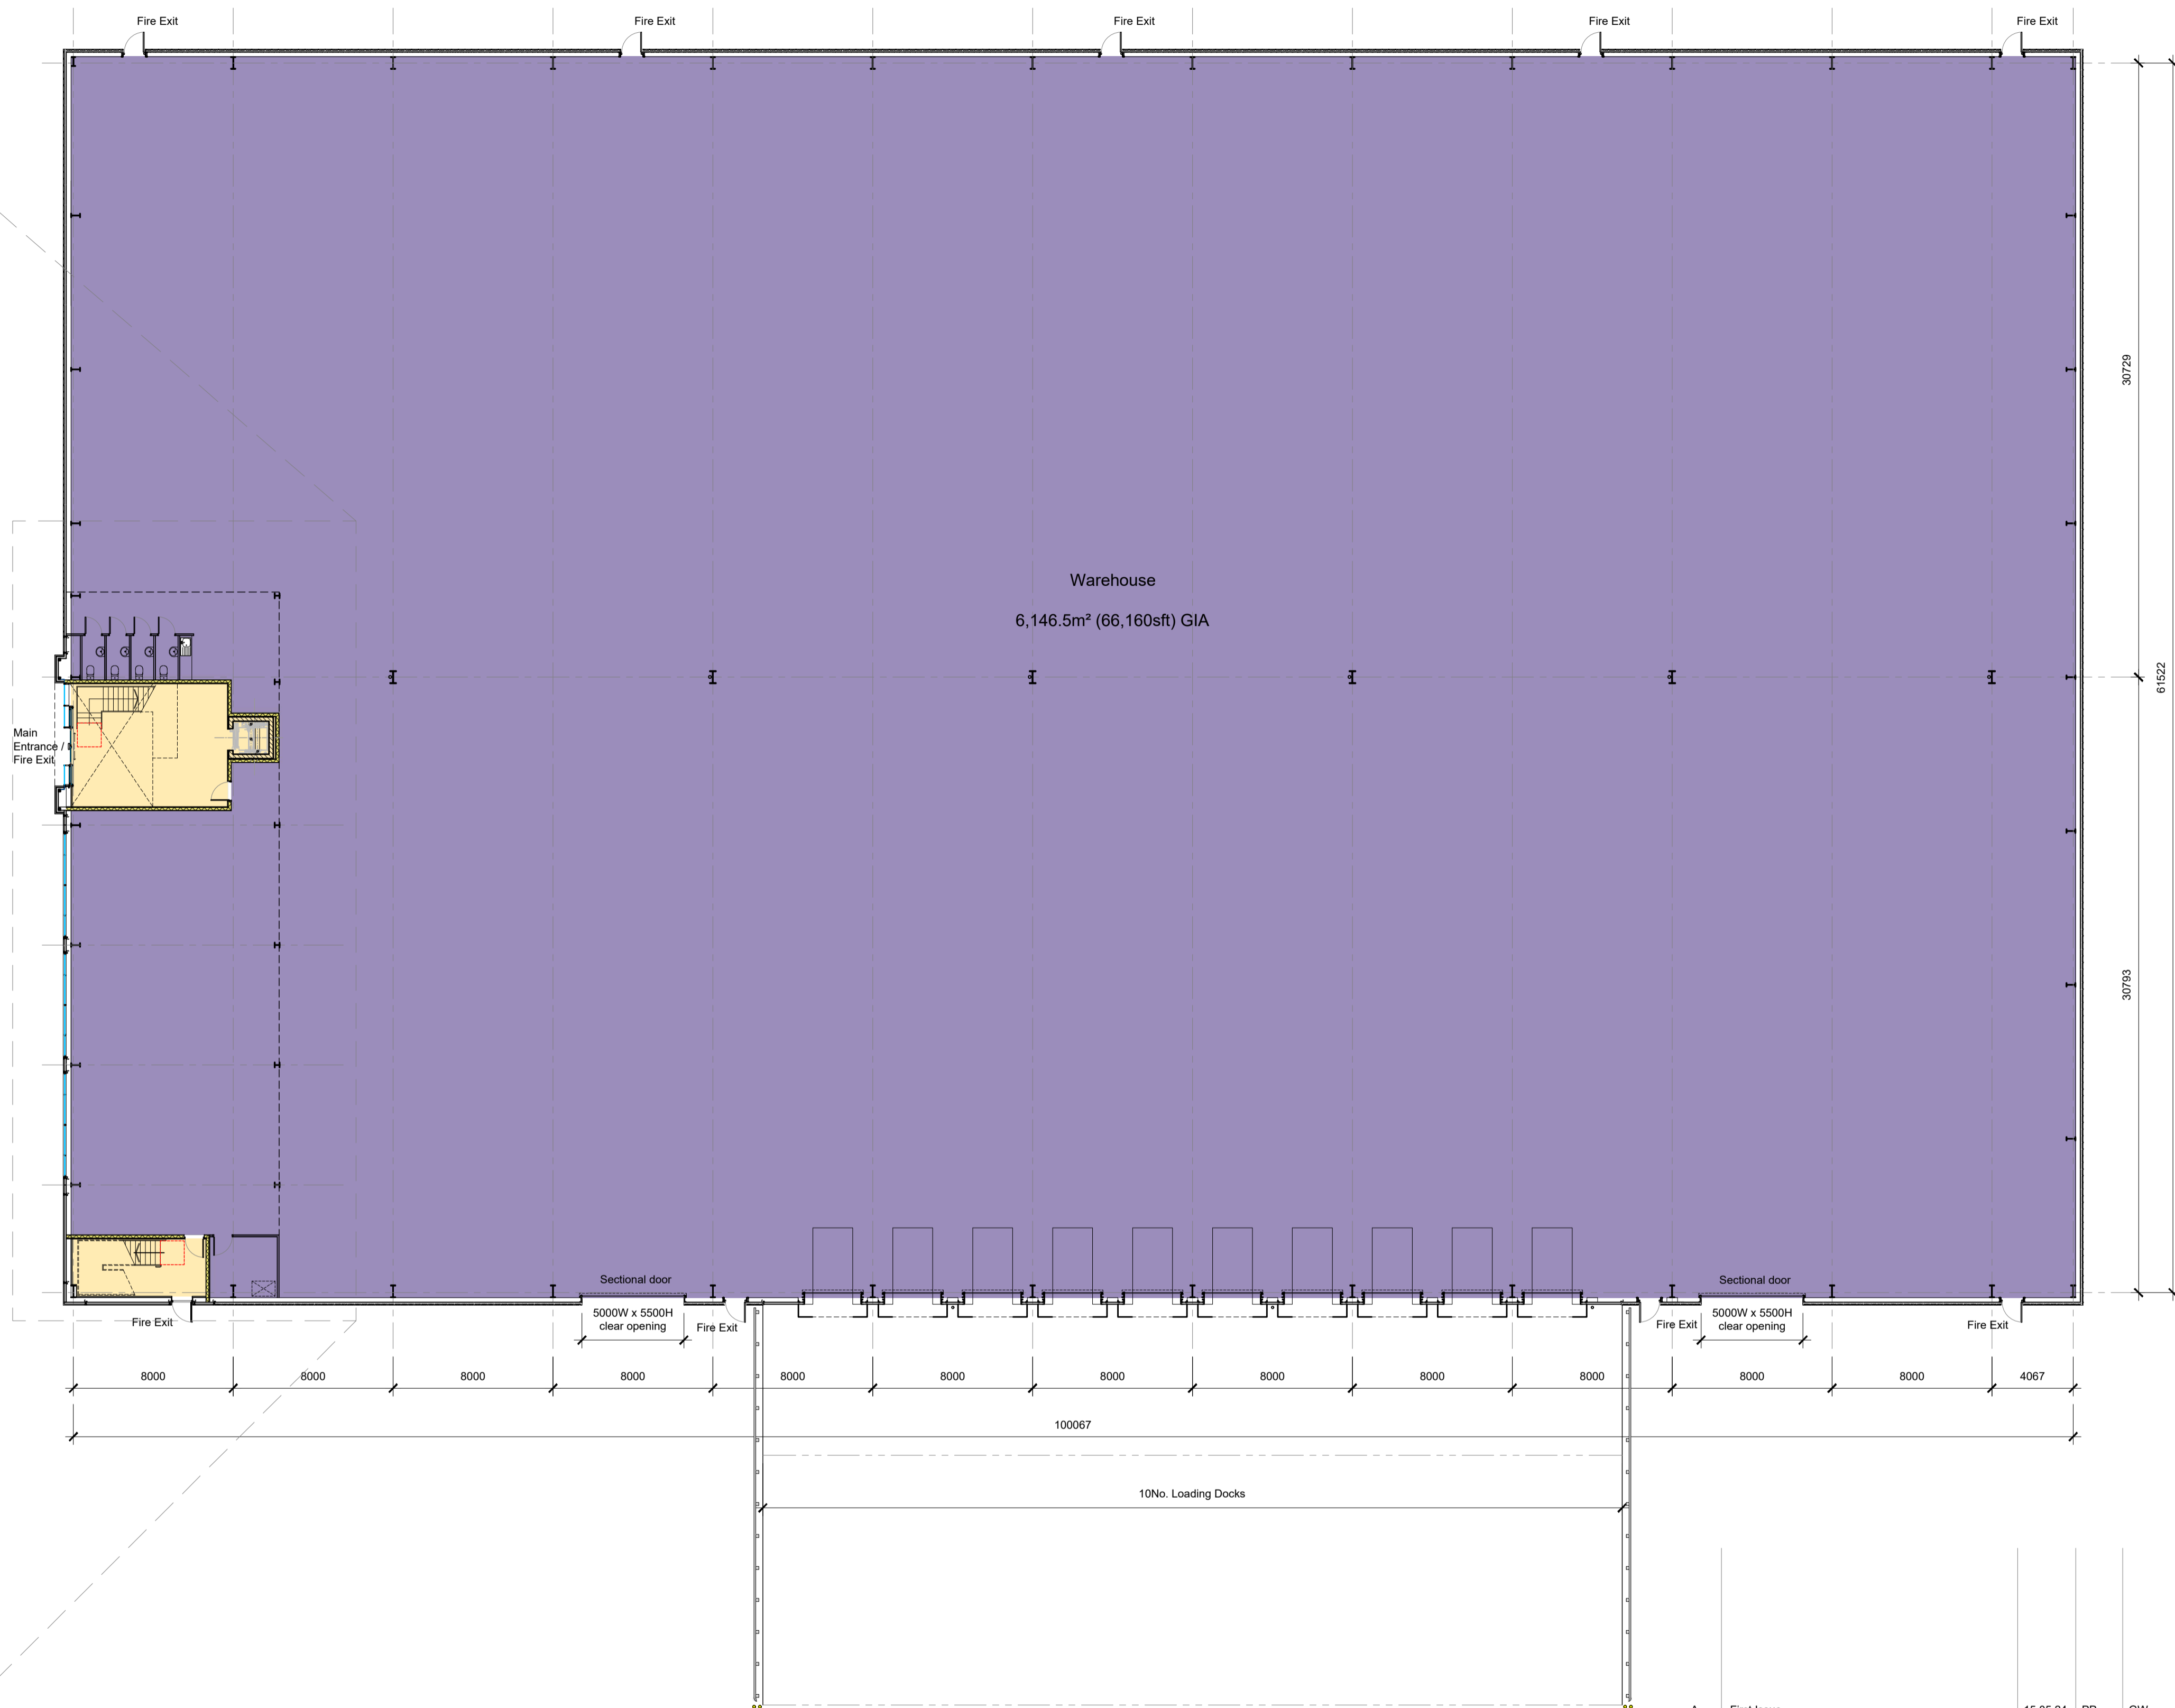 Fire Exit
Fire Exit
Fire Exit
Fire Exit
Fire Exit
30729
61522
Warehouse
6,146.5m² (66,160sft) GIA
Main
Entrance /
Fire Exit
30793
Sectional door
5000W x 5500H
clear opening
Sectional door
5000W x 5500H
clear opening
Fire Exit
Fire Exit
Fire Exit
Fire Exit
8000
8000
8000
8000
8000
8000
8000
8000
8000
8000
8000
8000
4067
100067
10No. Loading Docks